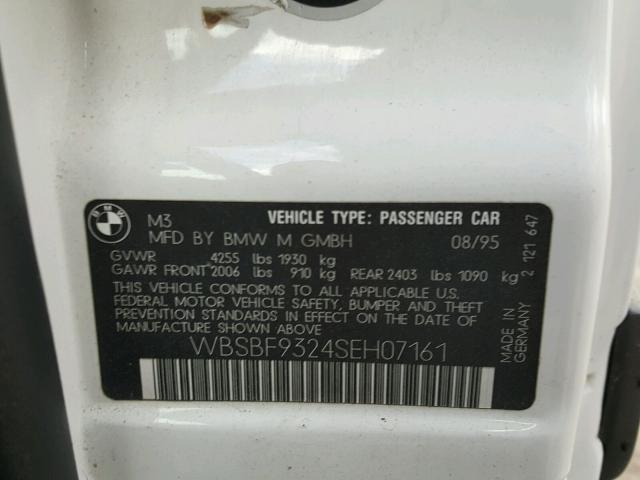 BMW
M3 VEHICLE TYPE: PASSENGER CAR
MFD BY BMW M GMBH 08/95
GVWR 4255 lbs 1930 kg
GAWR FRONT 2006 lbs 910 kg REAR 2403 lbs 1090 kg
THIS VEHICLE CONFORMS TO ALL APPLICABLE U.S.
FEDERAL MOTOR VEHICLE SAFETY, BUMPER AND THEFT
PREVENTION STANDARDS IN EFFECT ON THE DATE OF
MANUFACTURE SHOWN ABOVE
WBSBF9324SEH07161
2 121 647
MADE IN
GERMANY